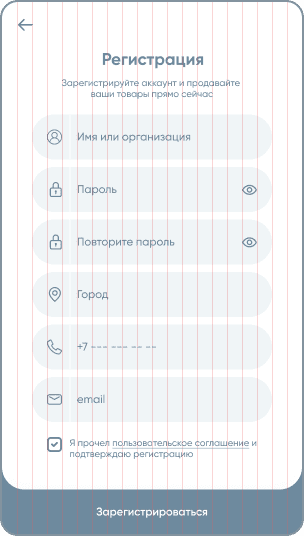 Регистрация
Зарегистрируйте аккаунт и продавайте
ваши товары прямо сейчас
Имя или организация
Пароль
Повторите пароль
Город
+7 --- --- -- --
email
Я прочел пользовательское соглашение и
подтверждаю регистрацию
Зарегистрироваться